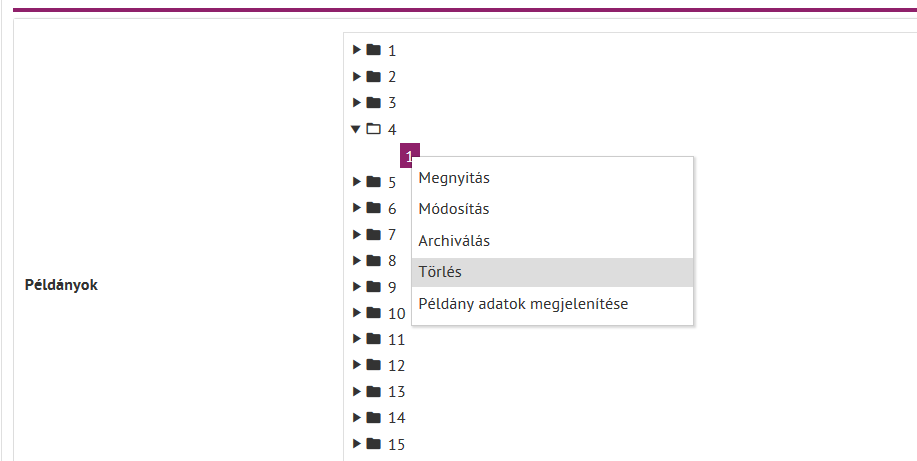 1
2
3
4
1
Megnyitás
Módosítás
Archiválás
Törlés
Példány adatok megjelenítése
5
6
7
8
Példányok
9
10
11
12
13
14
15